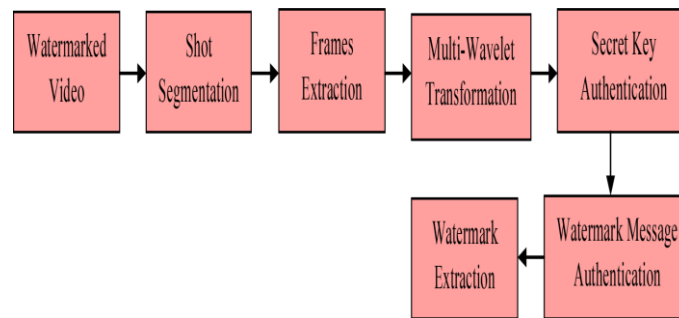 Watermarked
Video
Shot
Segmentation
Frames
Extraction
Multi-Wavelet
Transformation
Secret Key
Authentication
Watermark Message
Authentication
Watermark
Extraction